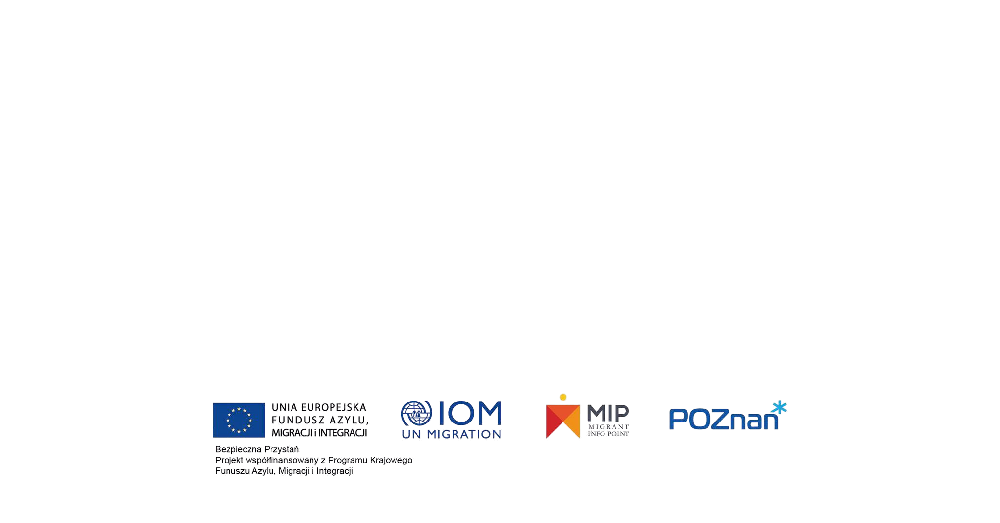 UNIA EUROPEJSKA
FUNDUSZ AZYLU,
MIGRACJI i INTEGRACJI
IOM
UN MIGRATION
MIP
MIGRANT
INFO POINT
POZnan*
Bezpieczna Przystań
Projekt współfinansowany z Programu Krajowego
Funuszu Azylu, Migracji i Integracji